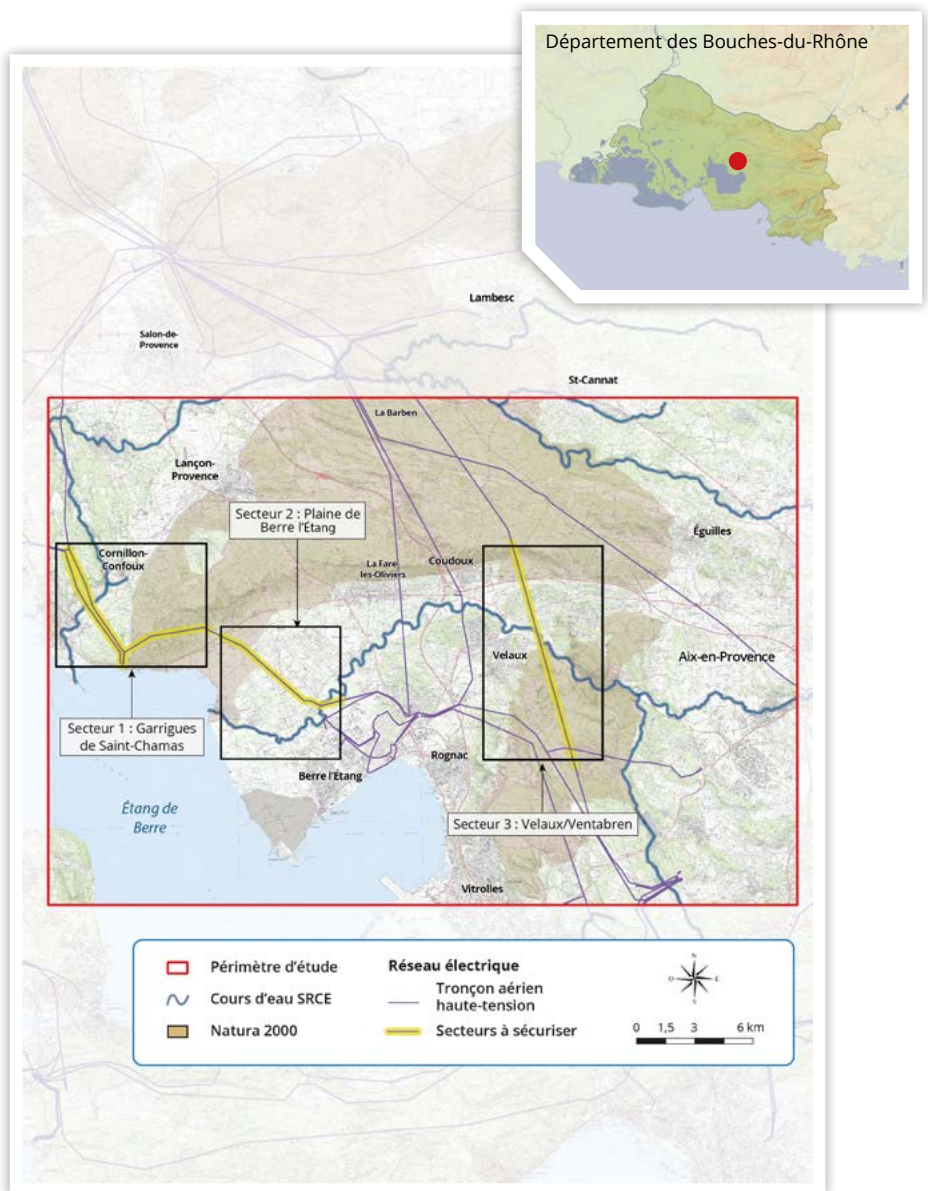 Département des Bouches-du-Rhône
Lambesc
Salon-de-
Provence
St-Cannat
La Barben
Lançon-
Provence
Secteur 2 : Plaine de
Berre l'Étang
Éguilles
Cornillon-
Confoux
La Fare-
les-Oliviers
Coudoux
Velaux
Aix-en-Provence
Secteur 1 : Garrigues
de Saint-Chamas
Rognac
Berre l'Étang
Étang de
Berre
Secteur 3 : Velaux/Ventabren
Vitrolles
Périmètre d'étude
Cours d'eau SRCE
Natura 2000
Réseau électrique
Tronçon aérien
haute-tension
Secteurs à sécuriser
N
O E
S
0 1,5 3 6 km